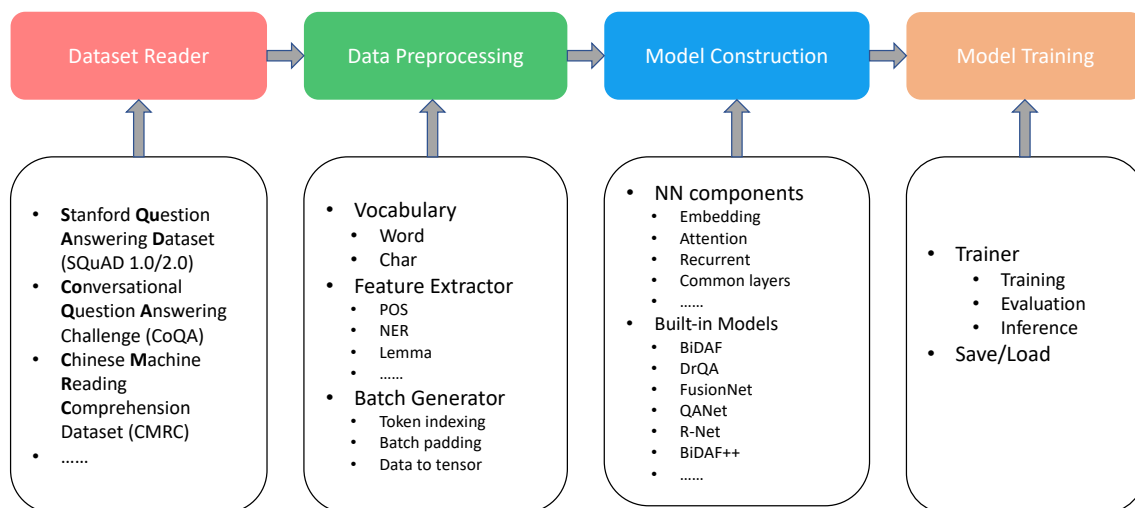 Dataset Reader
Data Preprocessing
Model Construction
Model Training
• Stanford Question
Answering Dataset
(SQuAD 1.0/2.0)
• Conversational
Question Answering
Challenge (CoQA)
• Chinese Machine
Reading
Comprehension
Dataset (CMRC)
• ……
• Vocabulary
• Word
• Char
• Feature Extractor
• POS
• NER
• Lemma
• ……
• Batch Generator
• Token indexing
• Batch padding
• Data to tensor
• NN components
• Embedding
• Attention
• Recurrent
• Common layers
• ……
• Built-in Models
• BiDAF
• DrQA
• FusionNet
• QANet
• R-Net
• BiDAF++
• ……
• Trainer
• Training
• Evaluation
• Inference
• Save/Load